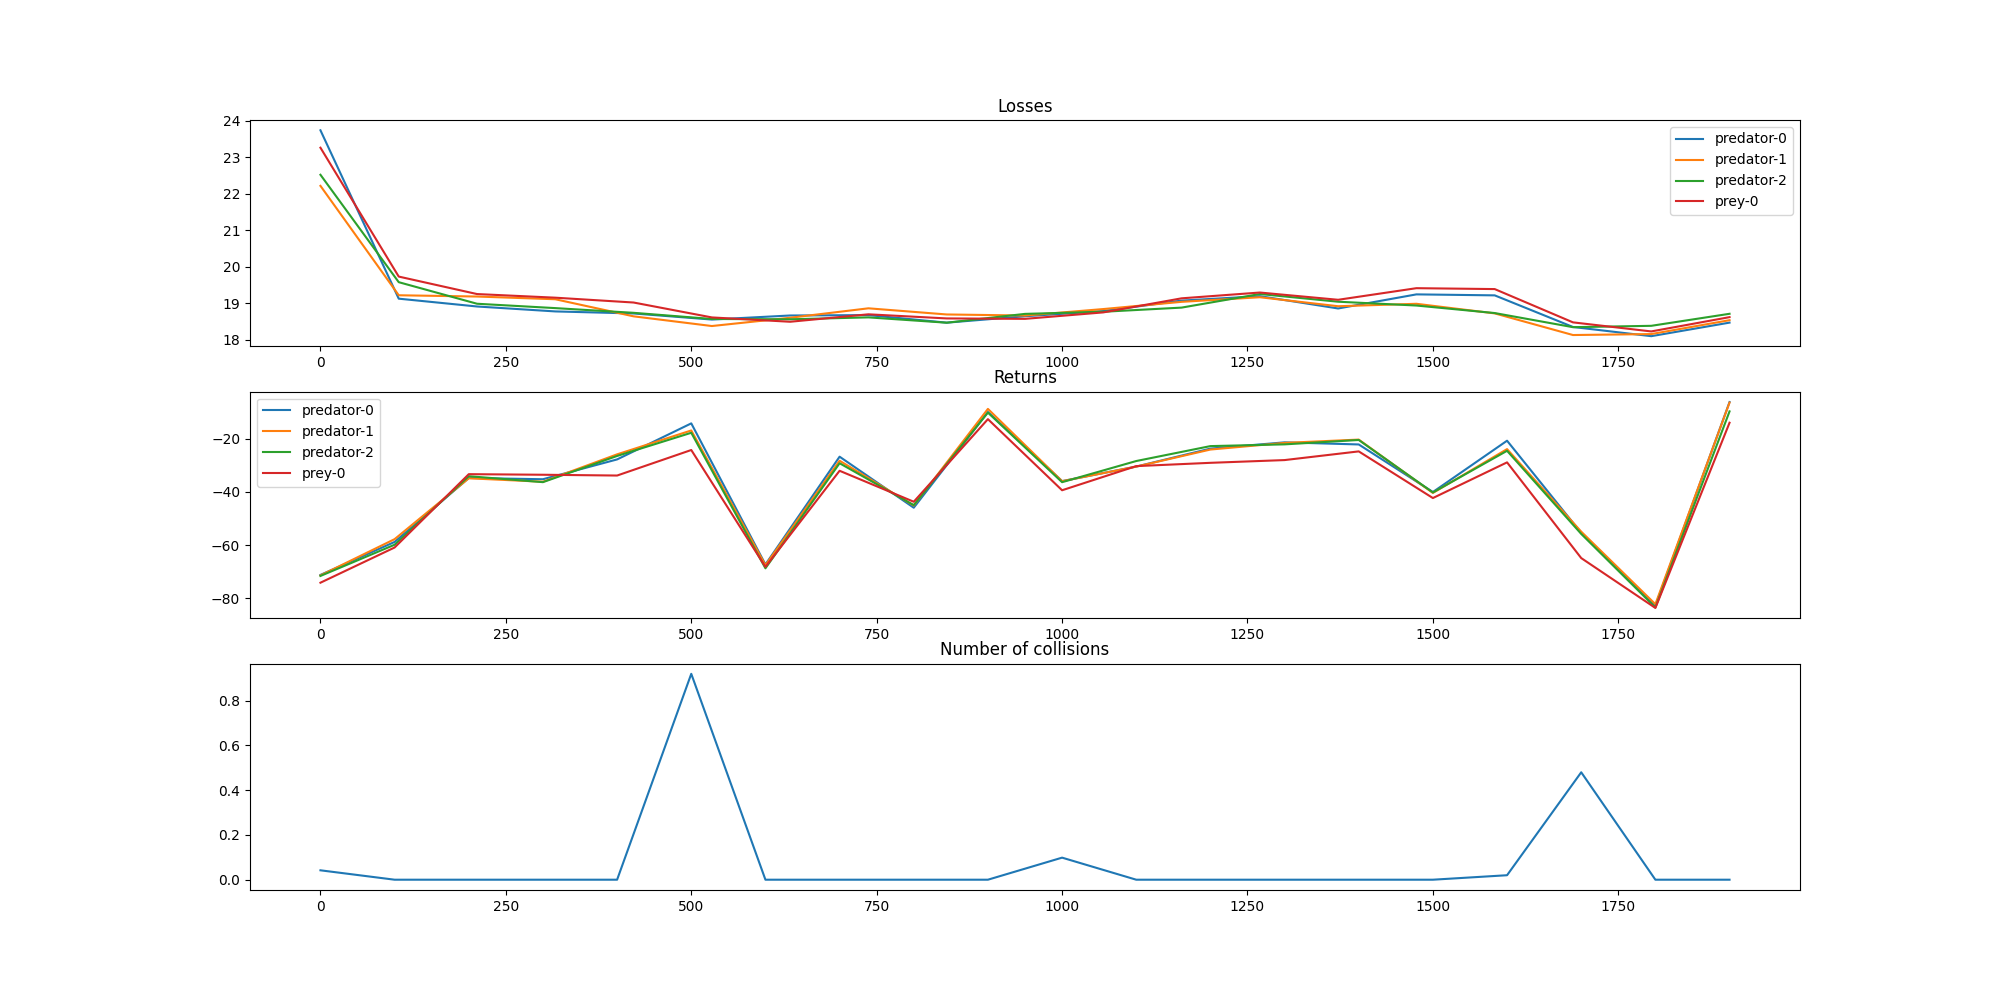 Losses
24
23
22
21
20
19
18
predator-0
predator-1
predator-2
prey-0
0 250 500 750 1000 1250 1500 1750
Returns
−20
−40
−60
−80
predator-0
predator-1
predator-2
prey-0
0 250 500 750 1000 1250 1500 1750
Number of collisions
0.8
0.6
0.4
0.2
0.0
0 250 500 750 1000 1250 1500 1750